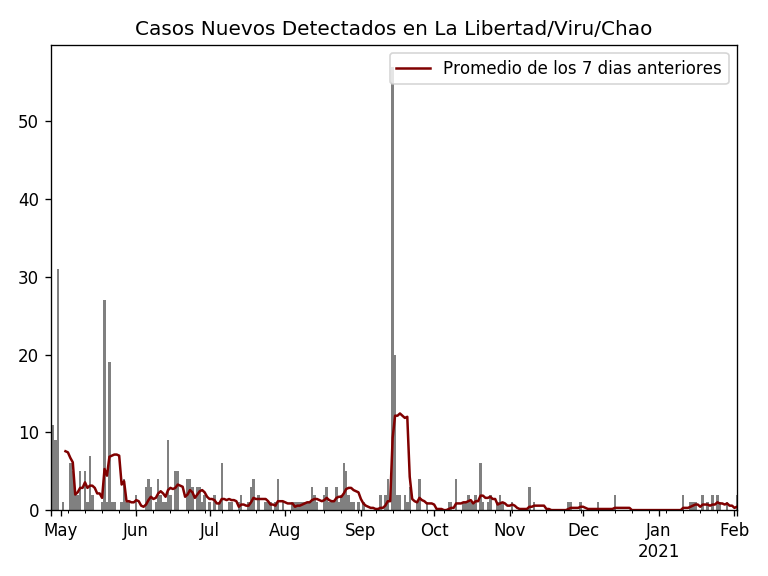 Casos Nuevos Detectados en La Libertad/Viru/Chao
Promedio de los 7 dias anteriores
50
40
30
20
10
0
May Jun Jul Aug Sep Oct Nov Dec Jan Feb
2021